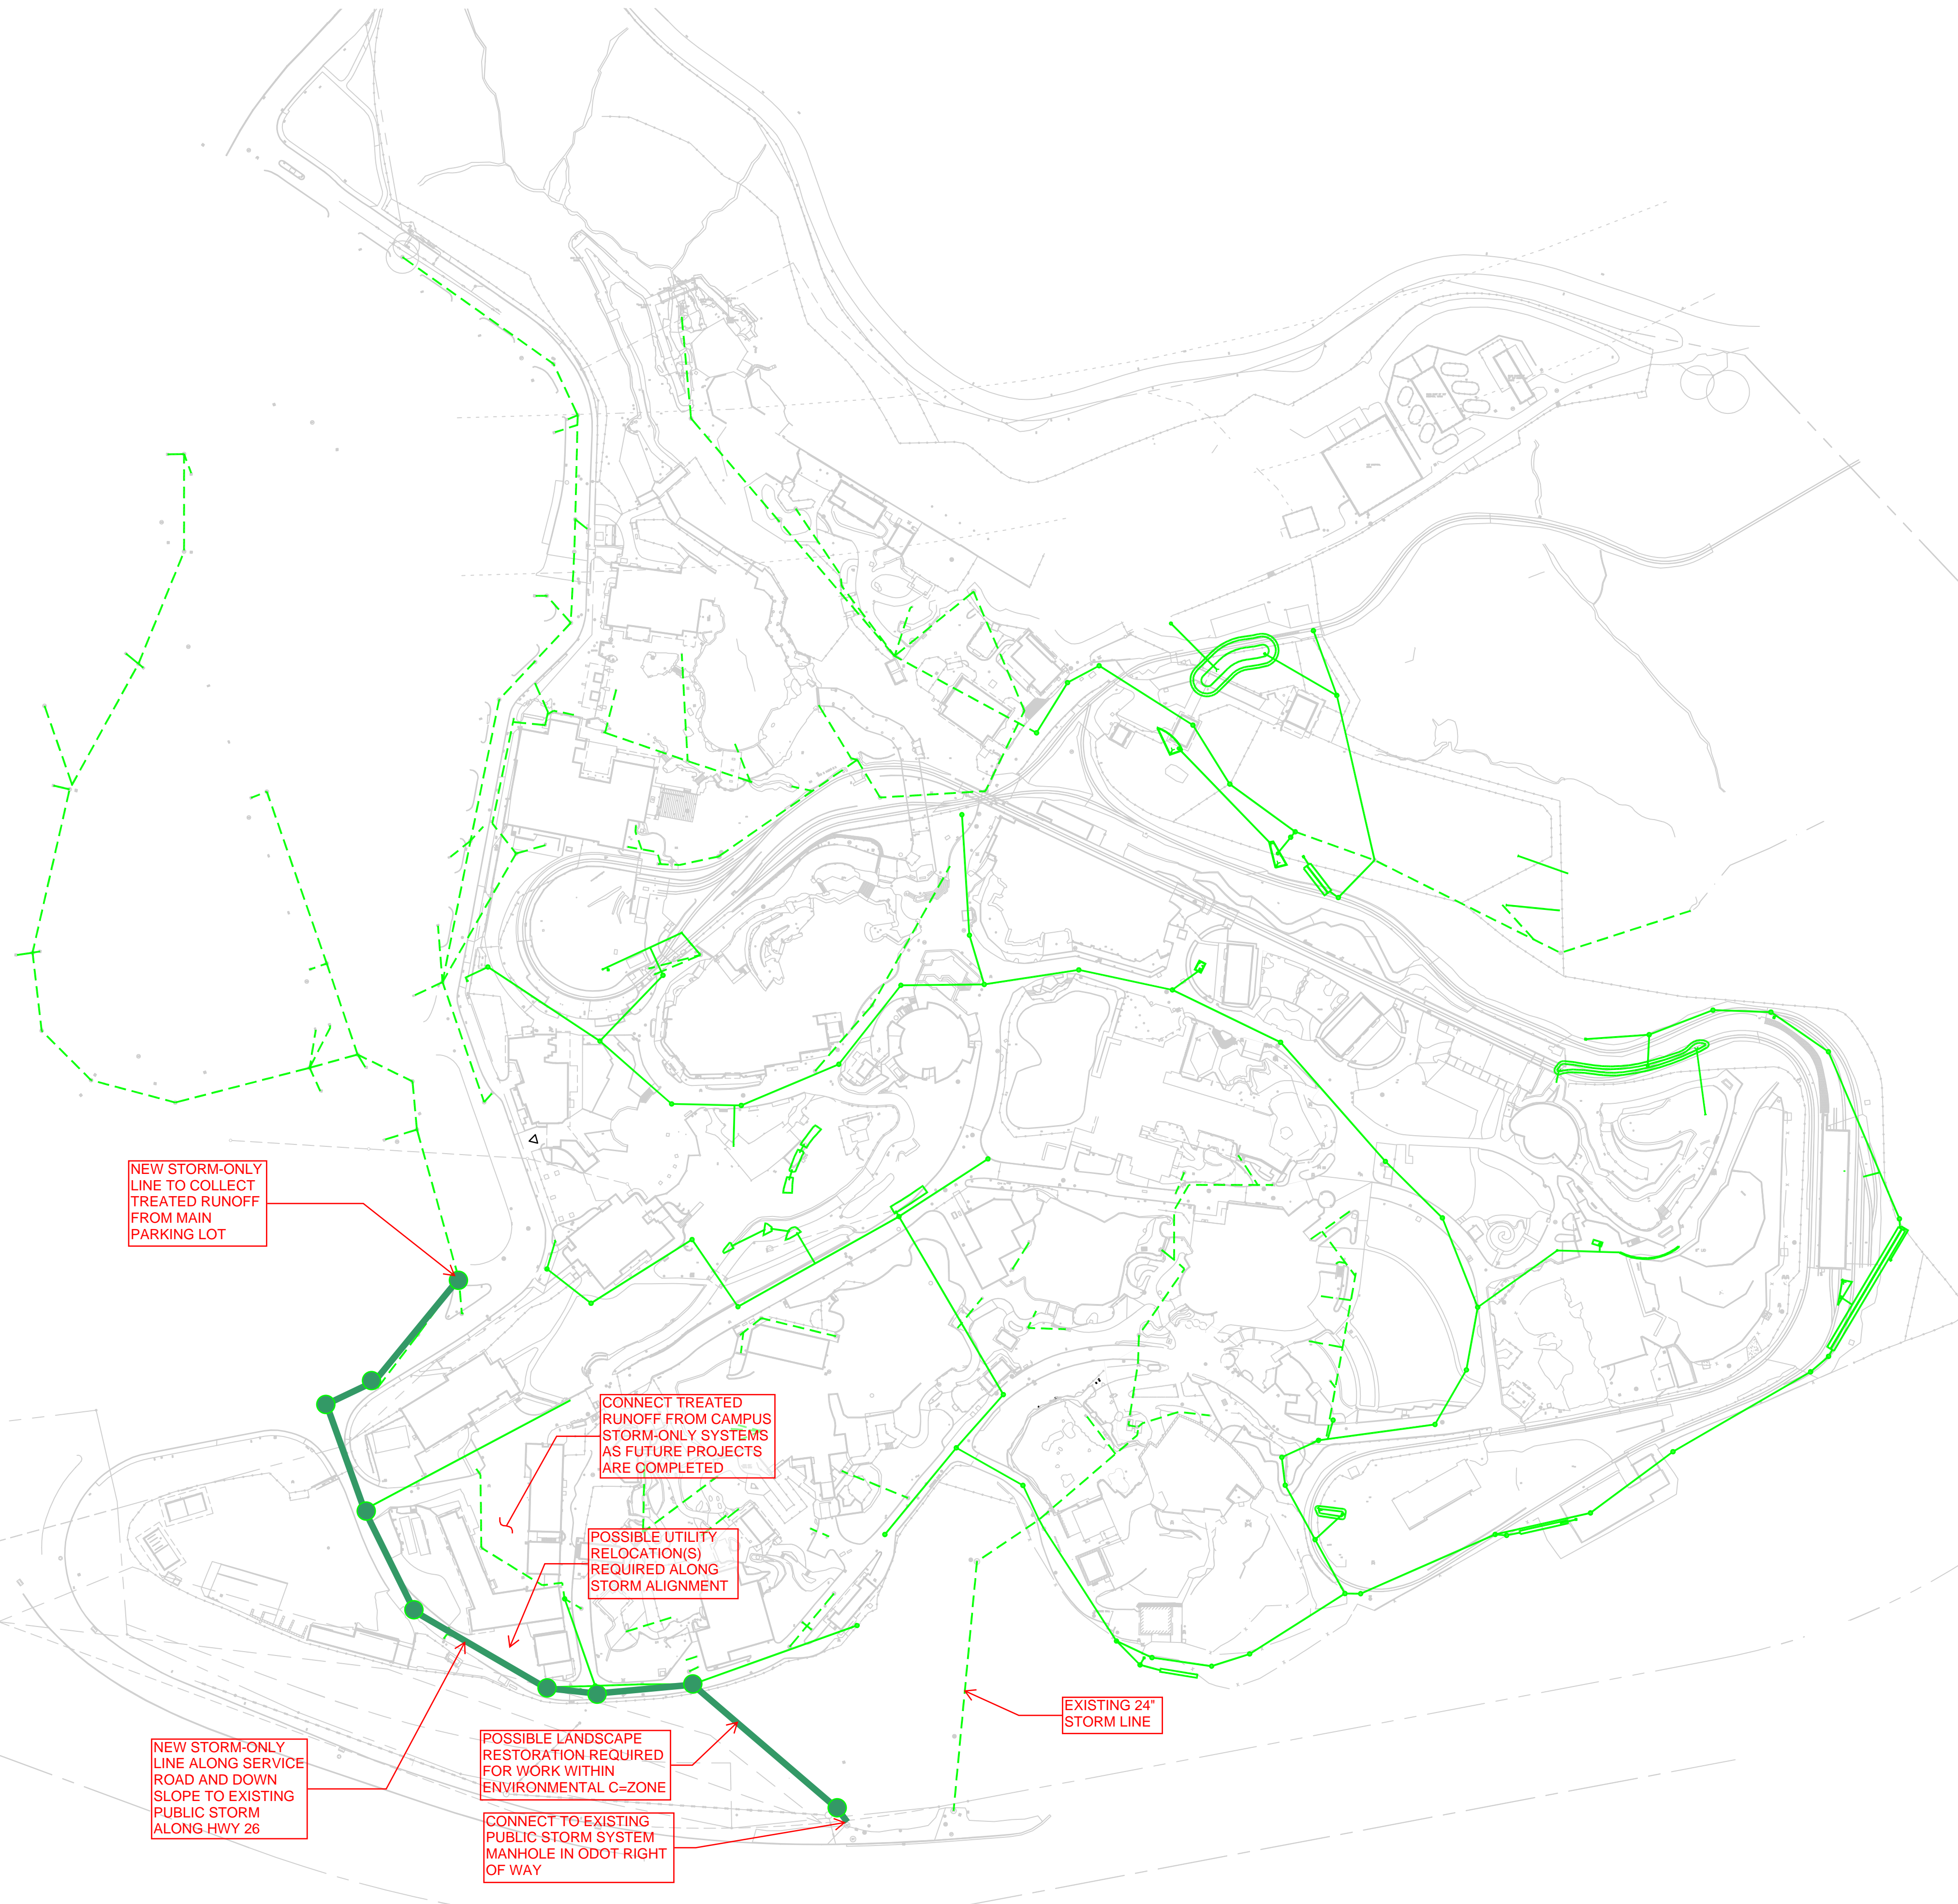 NEW STORM-ONLY
LINE TO COLLECT
TREATED RUNOFF
FROM MAIN
PARKING LOT
CONNECT TREATED
RUNOFF FROM CAMPUS
STORM-ONLY SYSTEMS
AS FUTURE PROJECTS
ARE COMPLETED
POSSIBLE UTILITY
RELOCATION(S)
REQUIRED ALONG
STORM ALIGNMENT
EXISTING 24"
STORM LINE
NEW STORM-ONLY
LINE ALONG SERVICE
ROAD AND DOWN
SLOPE TO EXISTING
PUBLIC STORM
ALONG HWY 26
POSSIBLE LANDSCAPE
RESTORATION REQUIRED
FOR WORK WITHIN
ENVIRONMENTAL C=ZONE
CONNECT TO EXISTING
PUBLIC STORM SYSTEM
MANHOLE IN ODOT RIGHT
OF WAY